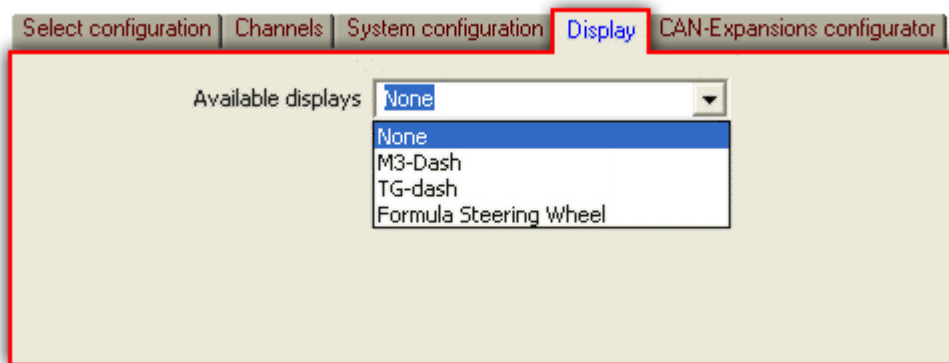 Select configuration Channels System configuration Display CAN-Expansions configurator
Available displays None
None
M3-Dash
TG-dash
Formula Steering Wheel